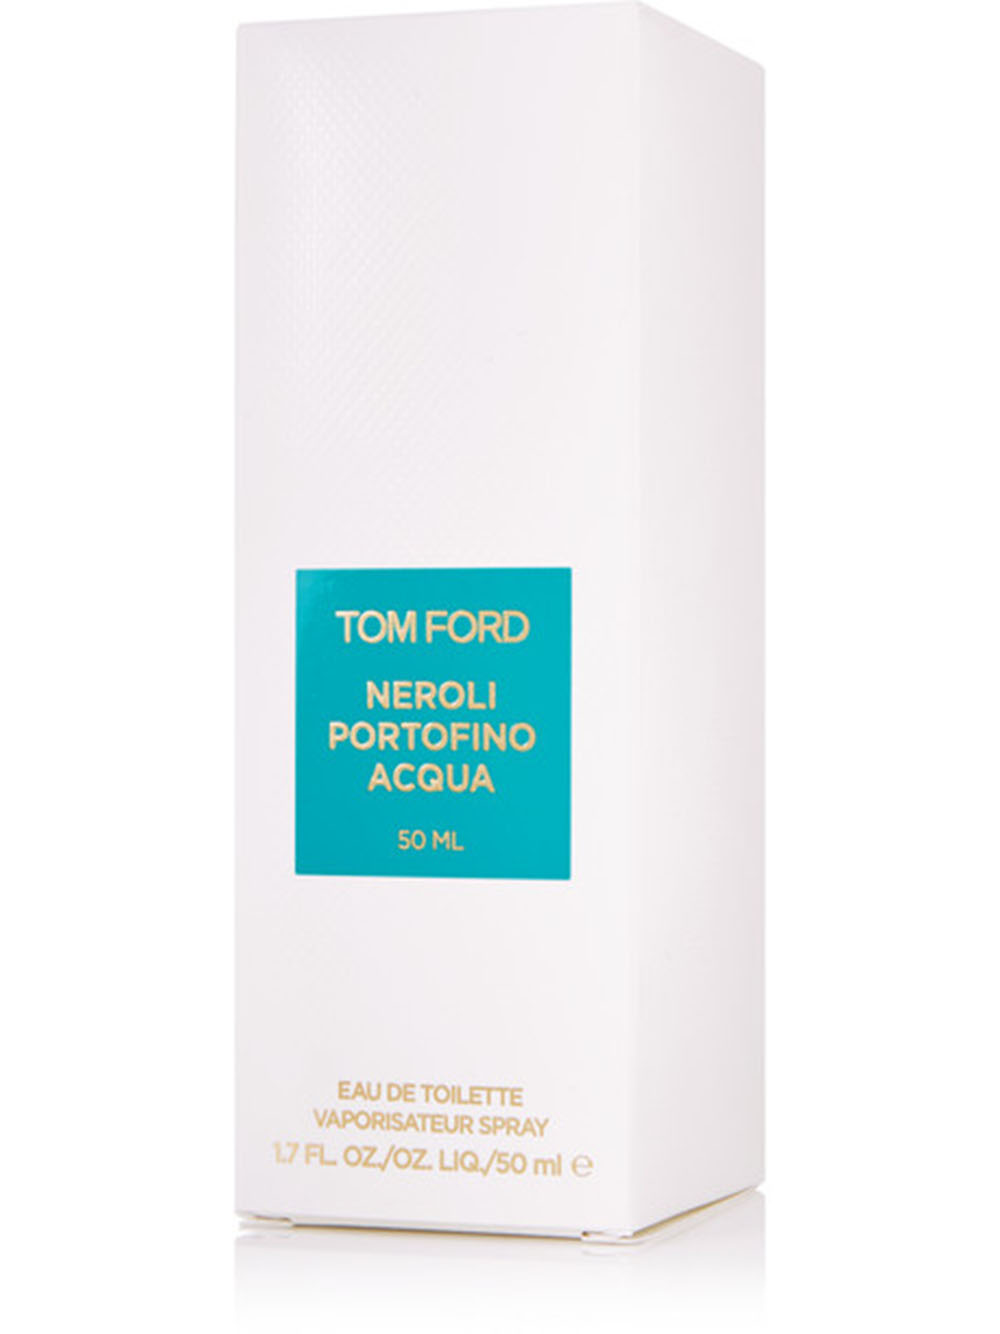 TOM FORD
NEROLI
PORTOFINO
ACQUA
50 ML
EAU DE TOILETTE
VAPORISATEUR SPRAY
1.7 FL. OZ./OZ. LIQ./50 ml ℮